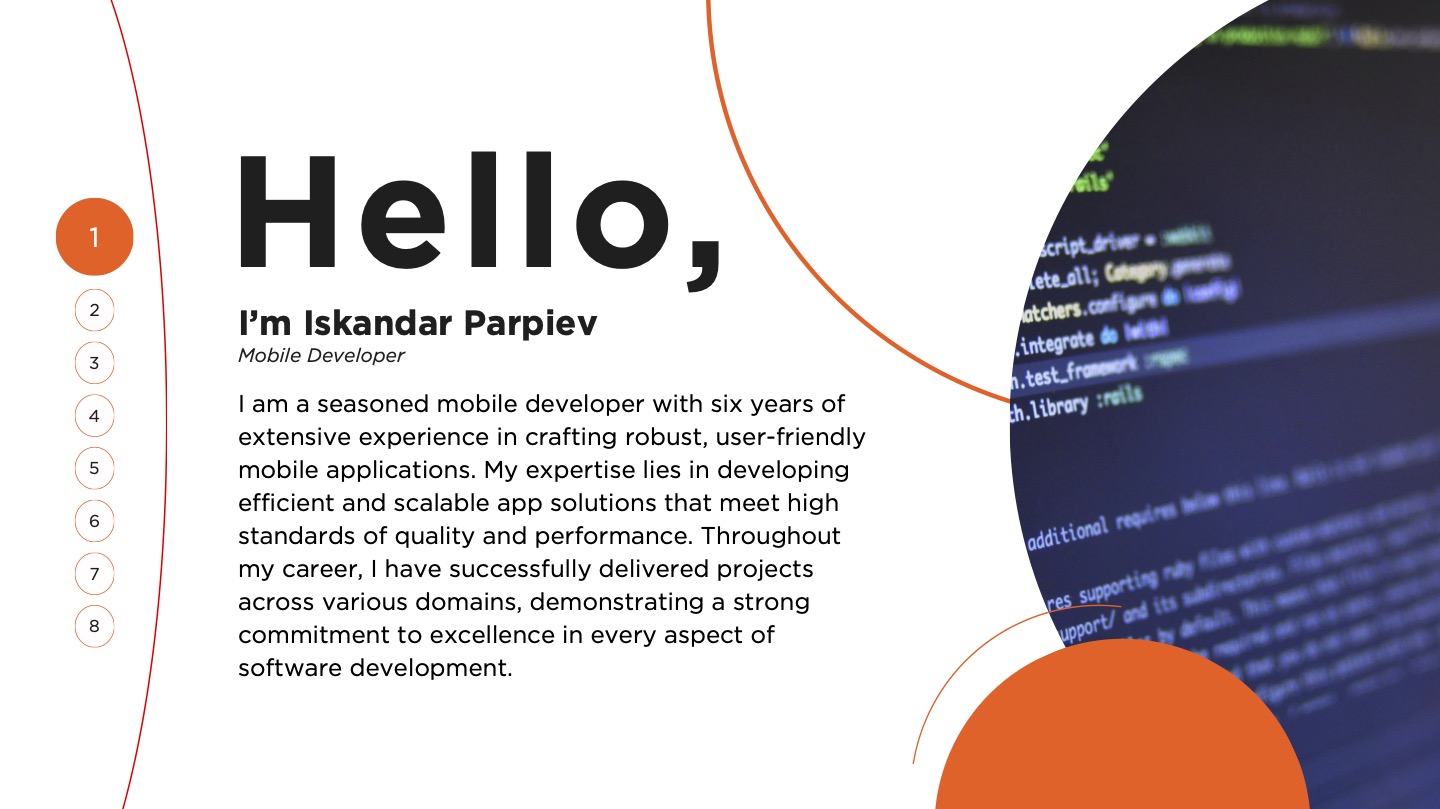 Hello,
I’m Iskandar Parpiev
Mobile Developer
I am a seasoned mobile developer with six years of
extensive experience in crafting robust, user-friendly
mobile applications. My expertise lies in developing
efficient and scalable app solutions that meet high
standards of quality and performance. Throughout
my career, I have successfully delivered projects
across various domains, demonstrating a strong
commitment to excellence in every aspect of
software development.
1
2
3
4
5
6
7
8
script_driver =
lete_all; Category.generate
atchers.configure do
.integrate do
.test_framework
.library :rails
additional requires below this line.
res supporting ruby files with
upport/ and its subdirectories.
by default.